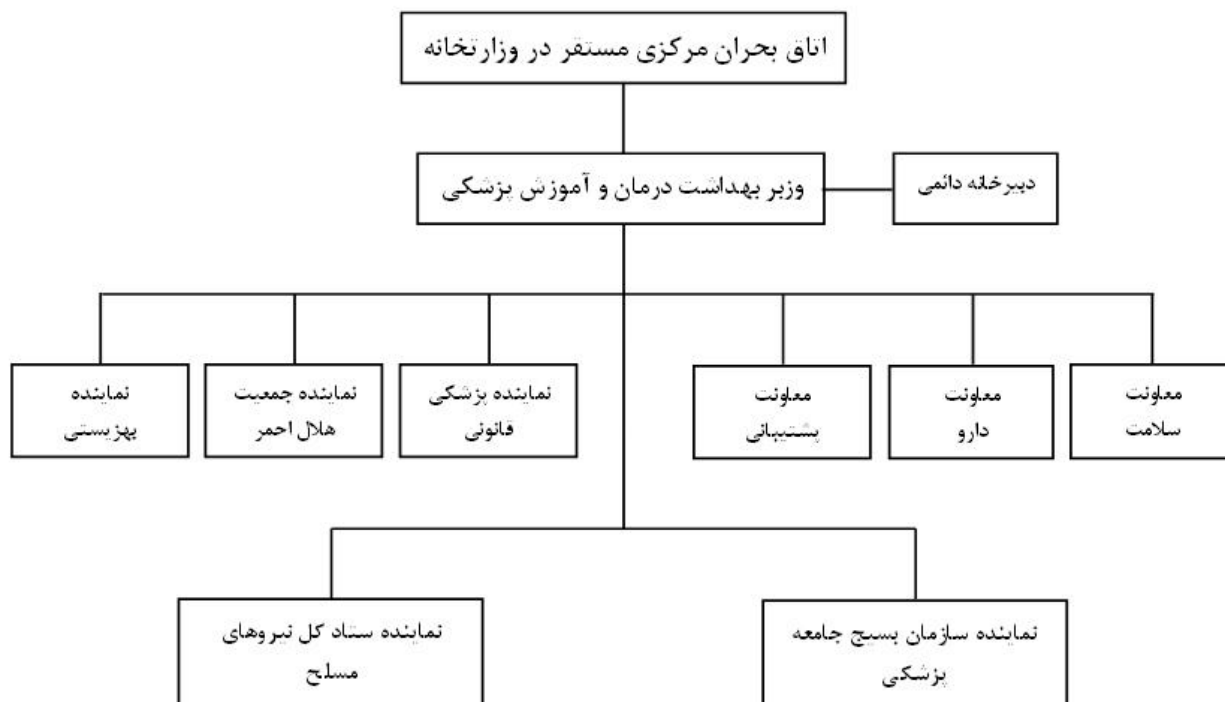 اتاق بحران مرکزی مستقر در وزارتخانه
وزیر بهداشت درمان و آموزش پزشکی
دبیرخانه دائمی
معاونت
سلامت
معاونت
دارو
معاونت
پشتیبانی
نماینده پزشکی
قانونی
نماینده جمعیت
هلال احمر
نماینده
بهزیستی
نماینده سازمان بسیج جامعه
پزشکی
نماینده ستاد کل نیروهای
مسلح